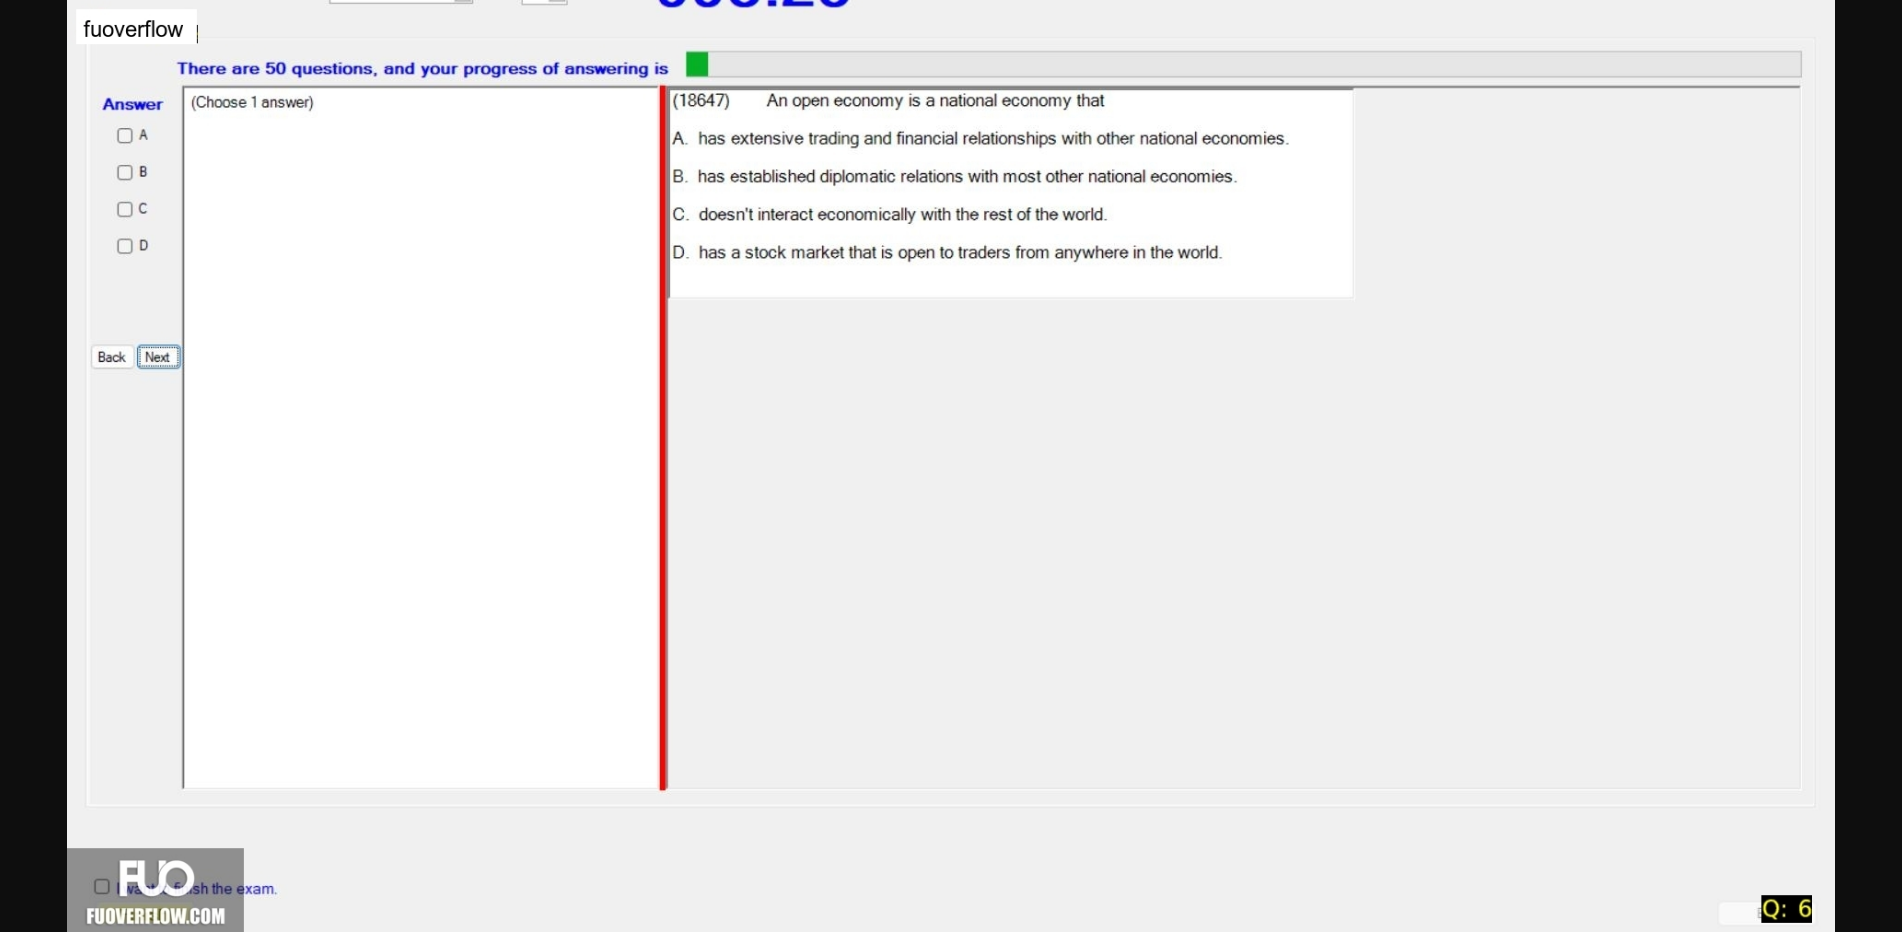 fuoverflow
There are 50 questions, and your progress of answering is
Answer
A
B
C
D
Back Next
(Choose 1 answer)
(18647) An open economy is a national economy that
A. has extensive trading and financial relationships with other national economies.
B. has established diplomatic relations with most other national economies.
C. doesn't interact economically with the rest of the world.
D. has a stock market that is open to traders from anywhere in the world.
FUO
the exam.
FUOVERFLOW.COM
Q: 6